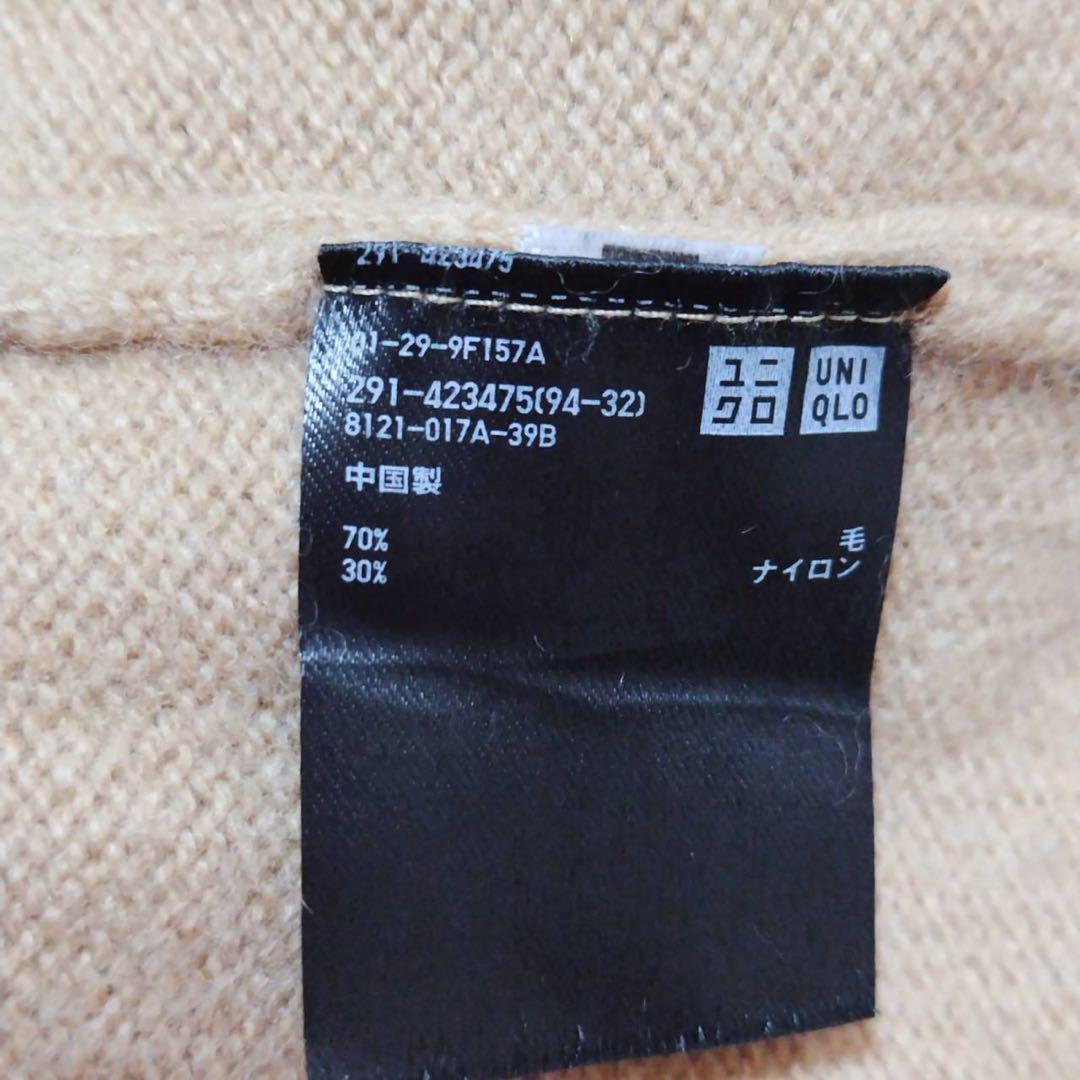 291-423475
01-29-9F157A
291-423475(94-32)
8121-017A-39B
中国製
70% 毛
30% ナイロン
ユニ
クロ
UNI
QLO